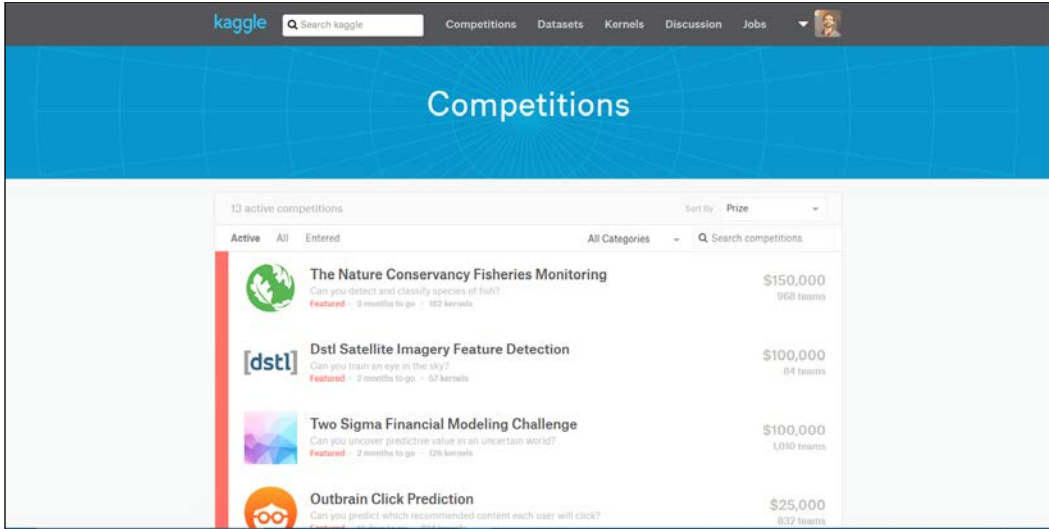 kaggle Search kaggle Competitions Datasets Kernels Discussion Jobs
Competitions
13 active competitions Sort By Prize
Active All Entered All Categories Search competitions
The Nature Conservancy Fisheries Monitoring
$150,000
Can you detect and classify species of fish?
968 teams
Featured · 3 months to go · 182 kernels
[dstl]
Dstl Satellite Imagery Feature Detection
$100,000
Can you train an eye in the sky?
84 teams
Featured · 2 months to go · 57 kernels
Two Sigma Financial Modeling Challenge
$100,000
Can you uncover predictive value in an uncertain world?
1,010 teams
Featured · 2 months to go · 126 kernels
Outbrain Click Prediction
$25,000
Can you predict which recommended content each user will click?
832 teams